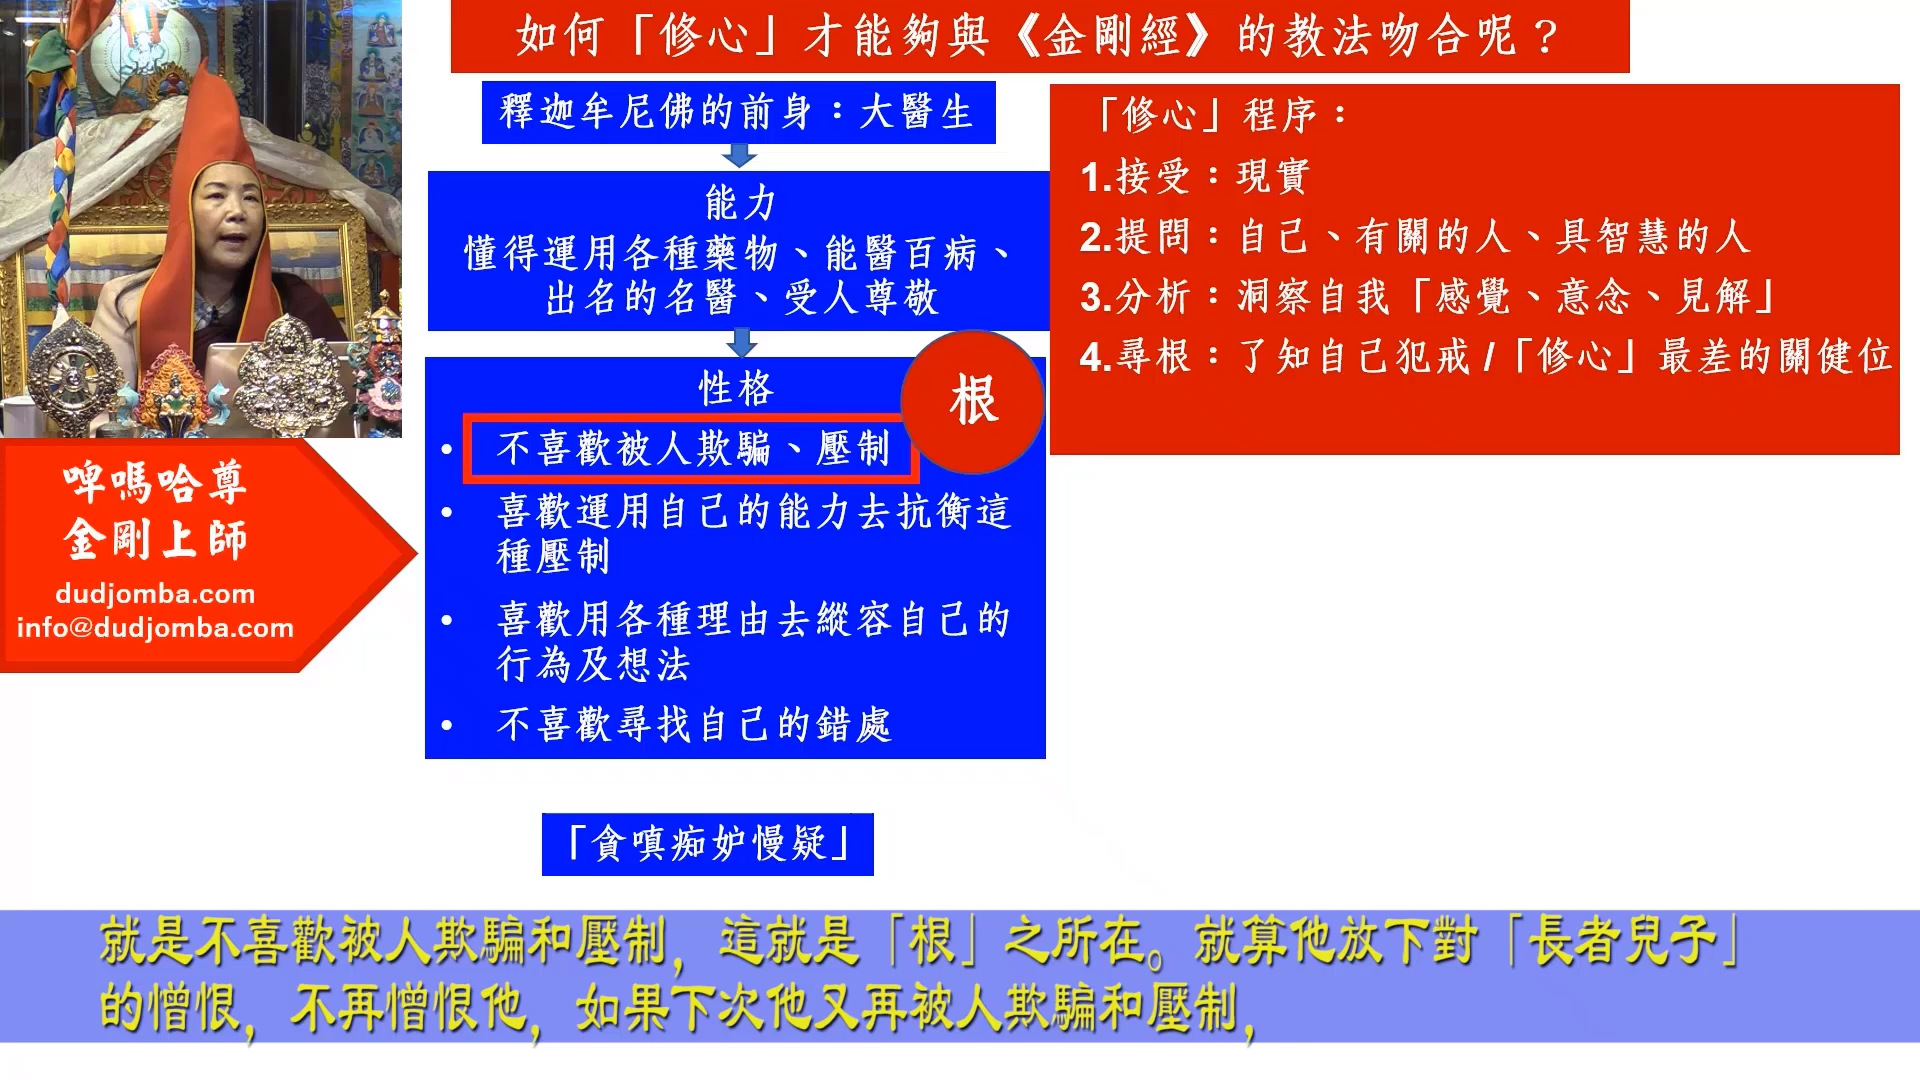 如何「修心」才能夠與《金剛經》的教法吻合呢？
釋迦牟尼佛的前身：大醫生
能力
懂得運用各種藥物、能醫百病、
出名的名醫、受人尊敬
性格
• 不喜歡被人欺騙、壓制
• 喜歡運用自己的能力去抗衡這
種壓制
• 喜歡用各種理由去縱容自己的
行為及想法
• 不喜歡尋找自己的錯處
根
「貪嗔痴妒慢疑」
「修心」程序：
1.接受：現實
2.提問：自己、有關的人、具智慧的人
3.分析：洞察自我「感覺、意念、見解」
4.尋根：了知自己犯戒 /「修心」最差的關健位
啤嗎哈尊
金剛上師
dudjomba.com
info@dudjomba.com
就是不喜歡被人欺騙和壓制，這就是「根」之所在。就算他放下對「長者兒子」
的憎恨，不再憎恨他，如果下次他又再被人欺騙和壓制，